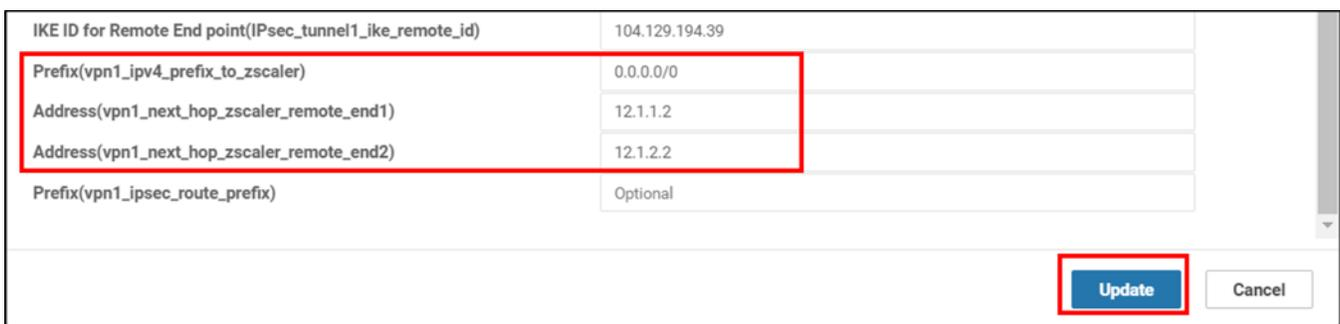 IKE ID for Remote End point(IPsec_tunnel1_ike_remote_id) 104.129.194.39
Prefix(vpn1_ipv4_prefix_to_zscaler) 0.0.0.0/0
Address(vpn1_next_hop_zscaler_remote_end1) 12.1.1.2
Address(vpn1_next_hop_zscaler_remote_end2) 12.1.2.2
Prefix(vpn1_ipsec_route_prefix) Optional
Update Cancel